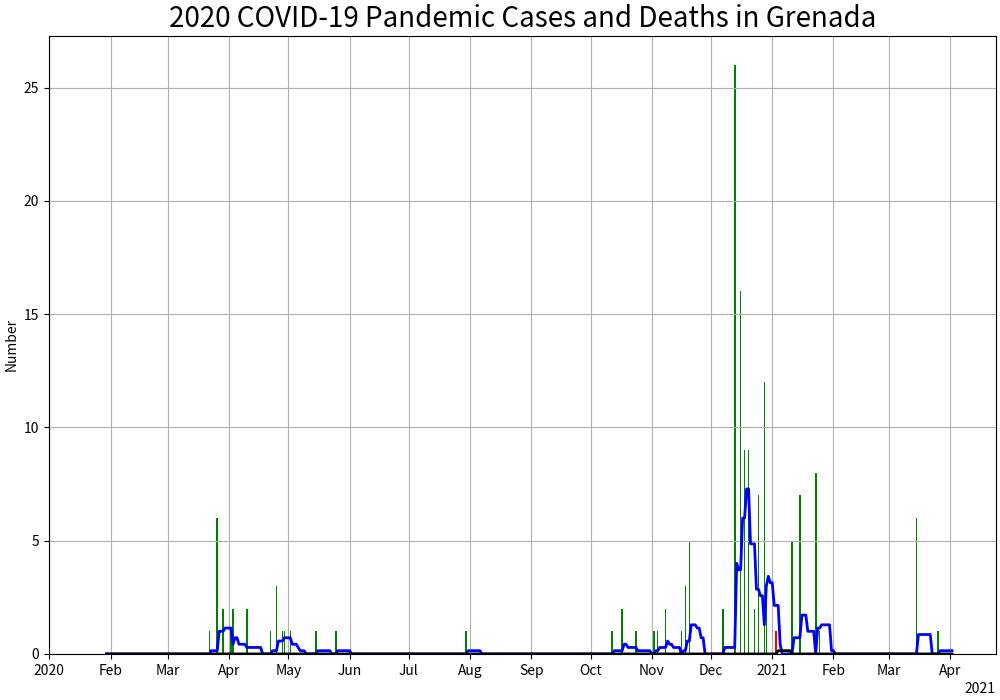 2020 COVID-19 Pandemic Cases and Deaths in Grenada
Number
25
20
15
10
5
0
2020 Feb Mar Apr May Jun Jul Aug Sep Oct Nov Dec 2021 Feb Mar Apr
2021